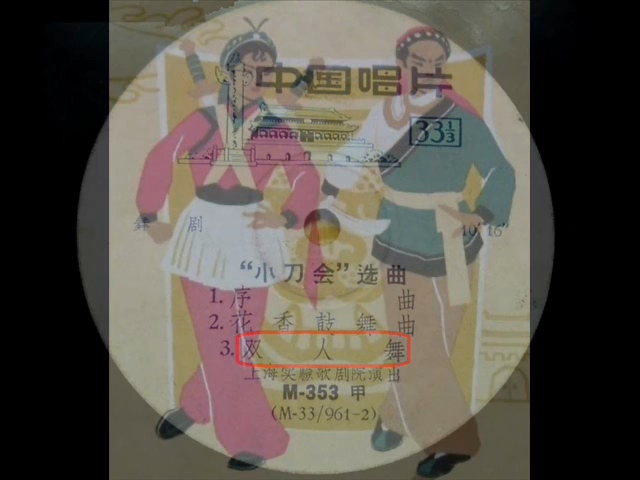 中国唱片
33⅓
舞 剧
10′16″
“小刀会”选曲
1. 序 曲
2. 花香鼓舞曲
3. 双人舞
上海实验歌剧院演出
M-353 甲
(M-33/961-2)